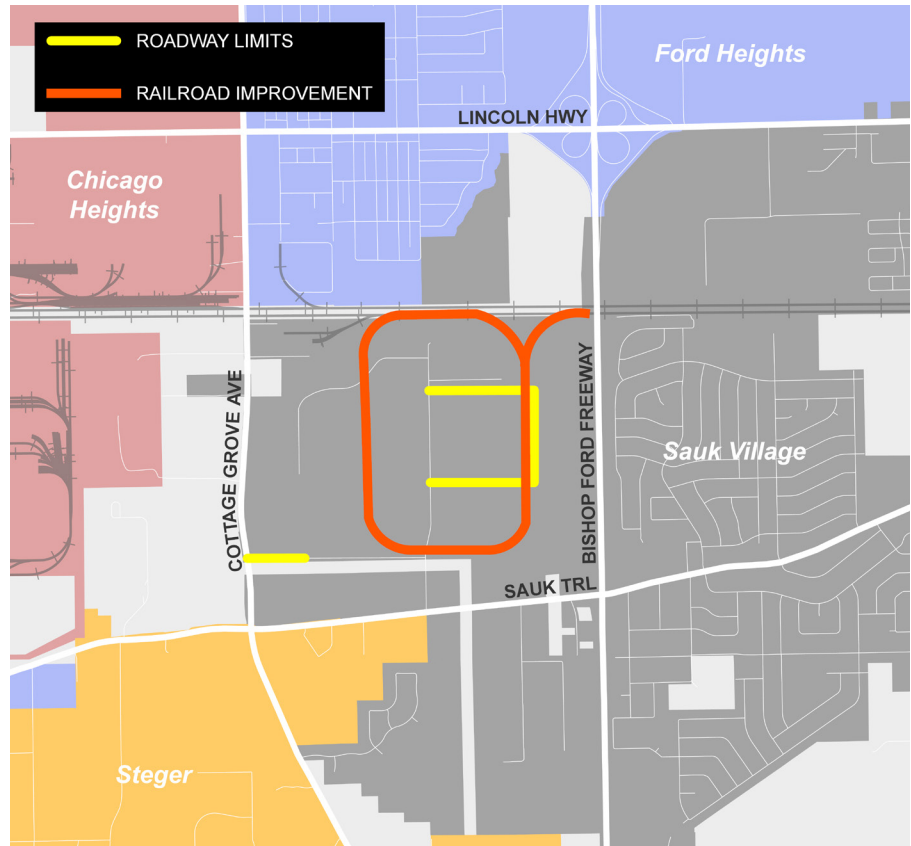 ROADWAY LIMITS
RAILROAD IMPROVEMENT
Ford Heights
LINCOLN HWY
Chicago
Heights
COTTAGE GROVE AVE
BISHOP FORD FREEWAY
Sauk Village
SAUK TRL
Steger